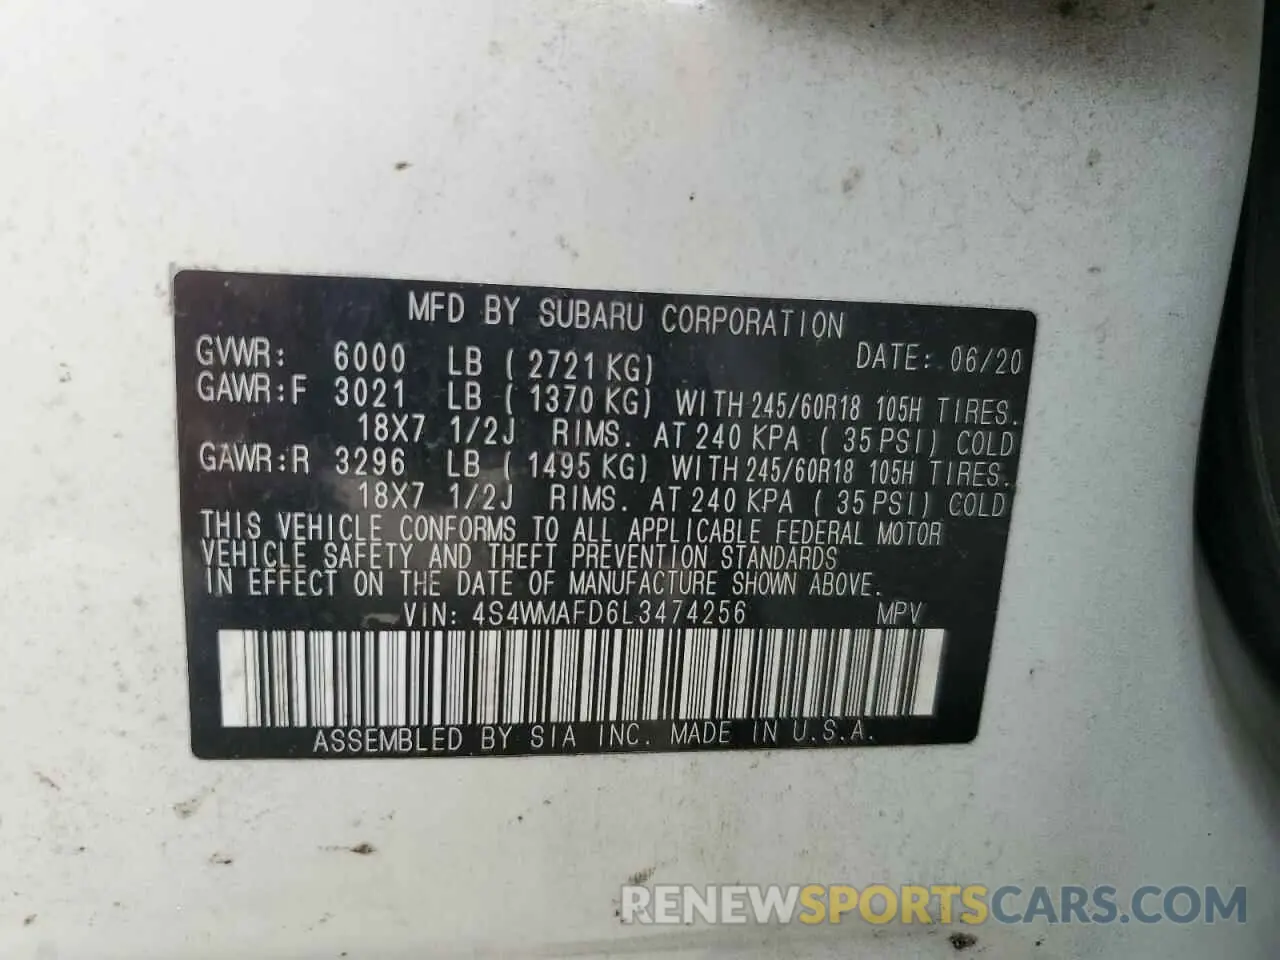 MFD BY SUBARU CORPORATION
GVWR: 6000 LB ( 2721 KG) DATE: 06/20
GAWR:F 3021 LB ( 1370 KG) WITH 245/60R18 105H TIRES.
18X7 1/2J RIMS. AT 240 KPA ( 35 PSI) COLD
GAWR:R 3296 LB ( 1495 KG) WITH 245/60R18 105H TIRES.
18X7 1/2J RIMS. AT 240 KPA ( 35 PSI) COLD
THIS VEHICLE CONFORMS TO ALL APPLICABLE FEDERAL MOTOR
VEHICLE SAFETY AND THEFT PREVENTION STANDARDS
IN EFFECT ON THE DATE OF MANUFACTURE SHOWN ABOVE.
VIN: 4S4WMAFD6L3474256 MPV
ASSEMBLED BY SIA INC. MADE IN U.S.A.
RENEWSPORTSCARS.COM